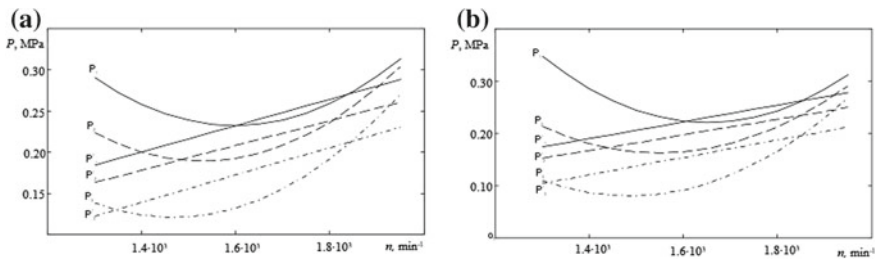 (a)
P, MPa
0.30
0.25
0.20
0.15
P
P
P
P
P
P
1.4·10³
1.6·10³
1.8·10³
n, min⁻¹
(b)
P, MPa
0.30
0.20
0.10
0
P
P
P
P
P
P
1.4·10³
1.6·10³
1.8·10³
n, min⁻¹